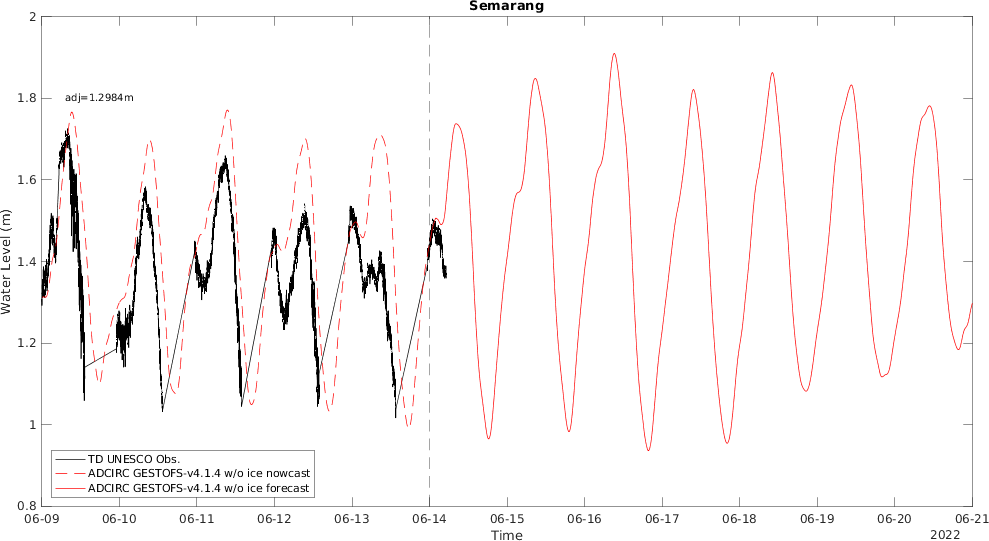 Semarang
2
1.8
1.6
1.4
1.2
1
0.8
Water Level (m)
adj=1.2984m
TD UNESCO Obs.
ADCIRC GESTOFS-v4.1.4 w/o ice nowcast
ADCIRC GESTOFS-v4.1.4 w/o ice forecast
06-09 06-10 06-11 06-12 06-13 06-14 06-15 06-16 06-17 06-18 06-19 06-20 06-21
Time
2022